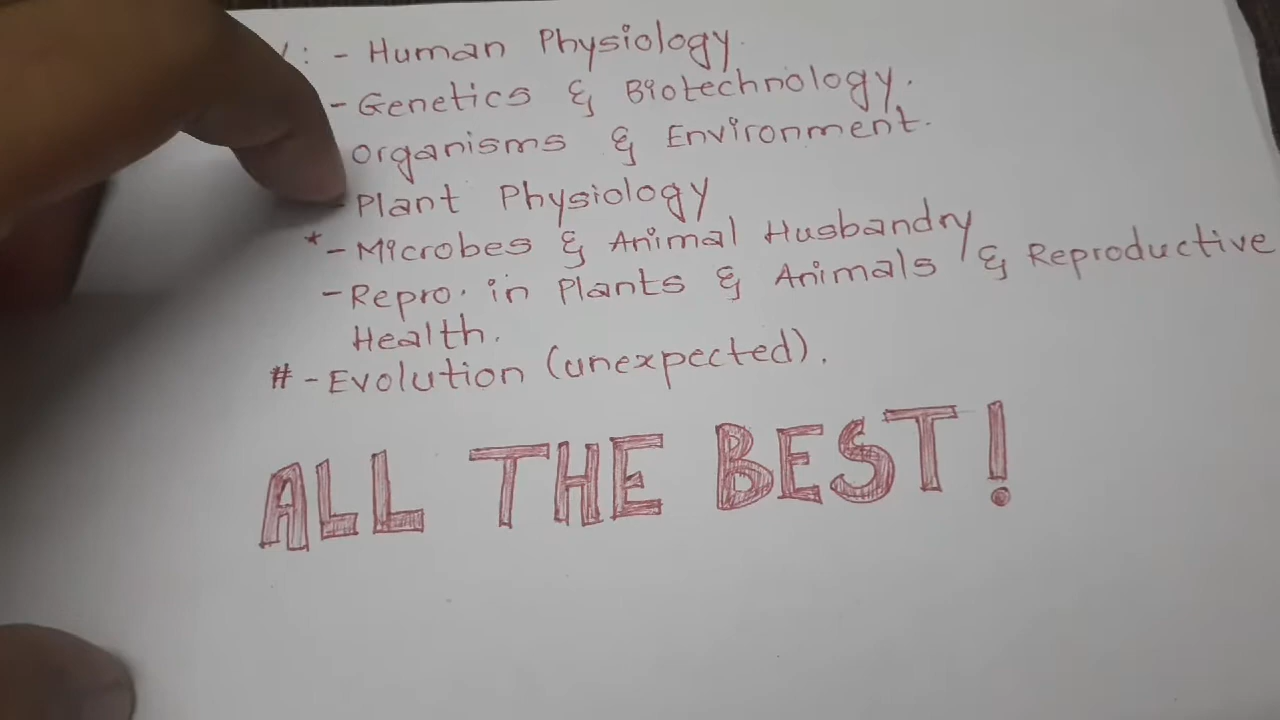 : - Human Physiology.
- Genetics & Biotechnology.
Organisms & Environment.
- Plant Physiology
* - Microbes & Animal Husbandry
- Repro. in Plants & Animals & Reproductive
Health.
# - Evolution (unexpected).
ALL THE BEST!